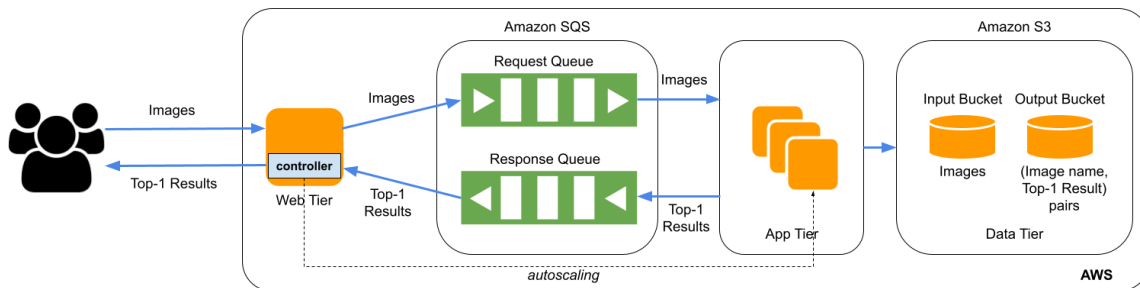 Amazon SQS
Amazon S3
Request Queue
Images
Images
Images
Input Bucket
Output Bucket
controller
Response Queue
Top-1 Results
Web Tier
Top-1
Results
Top-1
Results
Images
(Image name,
Top-1 Result)
pairs
App Tier
Data Tier
autoscaling
AWS